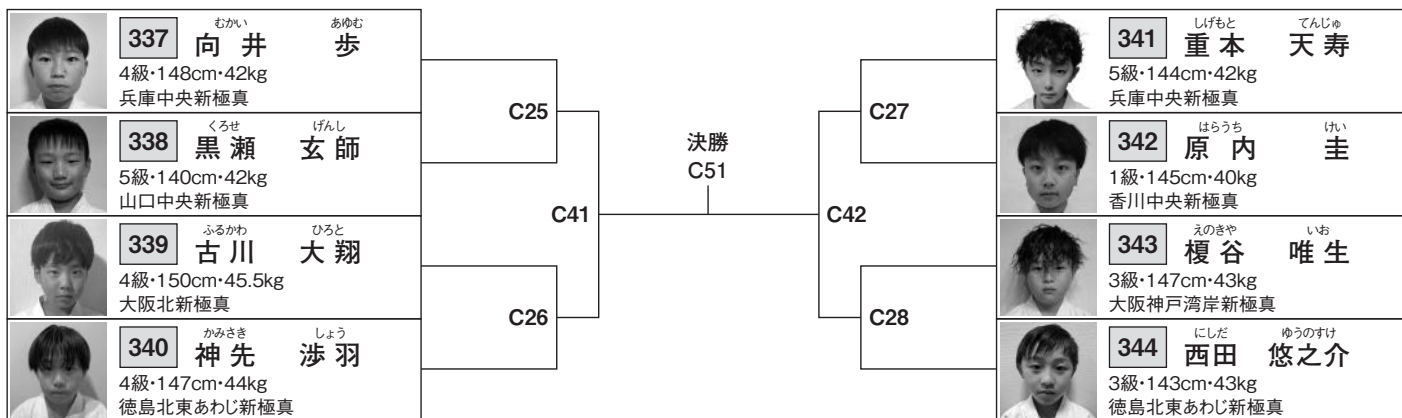 むかい あゆむ
337 向井 歩
4級・148cm・42kg
兵庫中央新極真
くろせ げんし
338 黒瀬 玄師
5級・140cm・42kg
山口中央新極真
ふるかわ ひろと
339 古川 大翔
4級・150cm・45.5kg
大阪北新極真
かみさき しょう
340 神先 渉羽
4級・147cm・44kg
徳島北東あわじ新極真
C25
C26
C41
決勝
C51
C42
C27
C28
しげもと てんじゅ
341 重本 天寿
5級・144cm・42kg
兵庫中央新極真
はらうち けい
342 原内 圭
1級・145cm・40kg
香川中央新極真
えのきや いお
343 榎谷 唯生
3級・147cm・43kg
大阪神戸湾岸新極真
にしだ ゆうのすけ
344 西田 悠之介
3級・143cm・43kg
徳島北東あわじ新極真